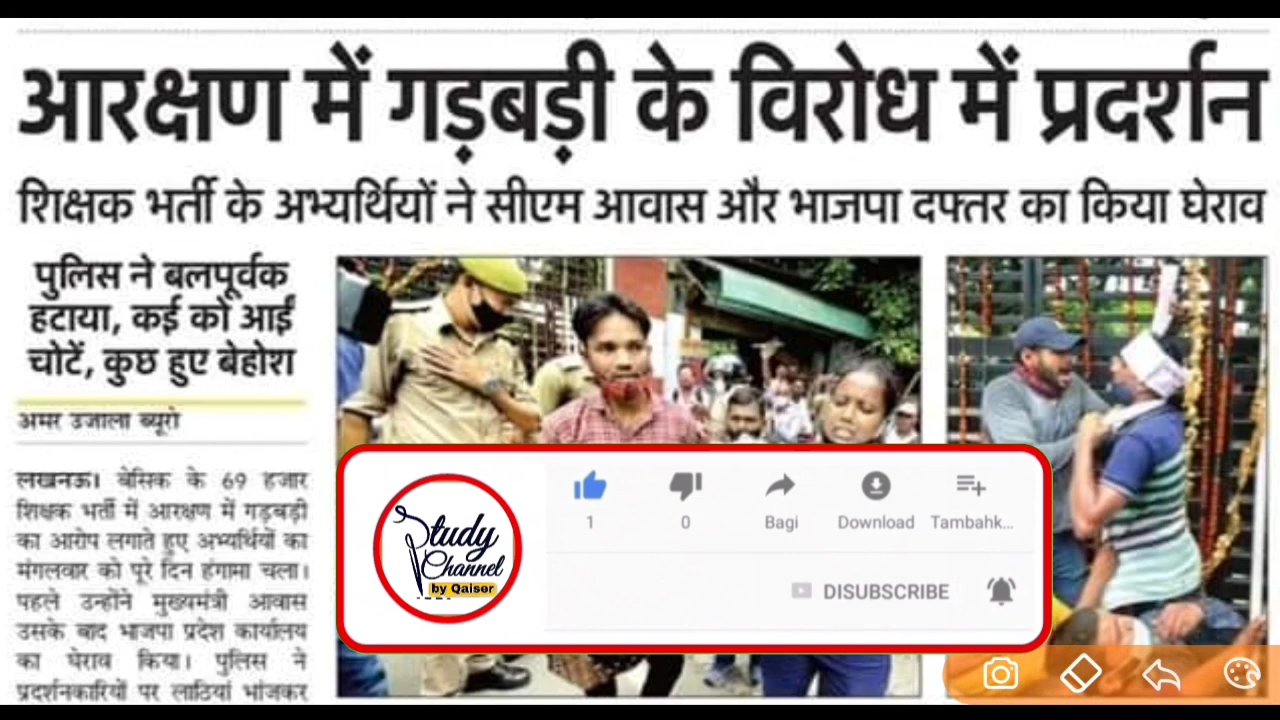 आरक्षण में गड़बड़ी के विरोध में प्रदर्शन
शिक्षक भर्ती के अभ्यर्थियों ने सीएम आवास और भाजपा दफ्तर का किया घेराव
पुलिस ने बलपूर्वक
हटाया, कई को आईं
चोटें, कुछ हुए बेहोश
अमर उजाला ब्यूरो
लखनऊ। बेसिक के 69 हजार
शिक्षक भर्ती में आरक्षण में गड़बड़ी
का आरोप लगाते हुए अभ्यर्थियों का
मंगलवार को पूरे दिन हंगामा चला।
पहले उन्होंने मुख्यमंत्री आवास
उसके बाद भाजपा प्रदेश कार्यालय
का घेराव किया। पुलिस ने
प्रदर्शनकारियों पर लाठियां भांजकर
Study
Channel
by Qaiser
1 0 Bagi Download Tambahk...
DISUBSCRIBE